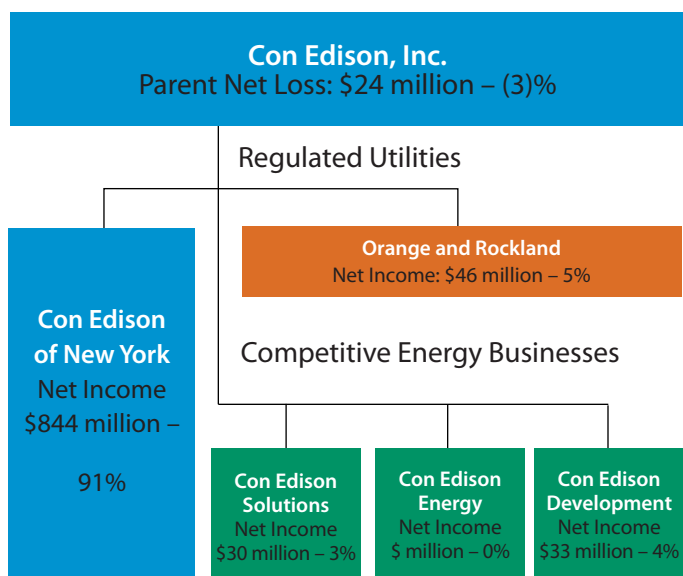 Con Edison, Inc.
Parent Net Loss: $24 million – (3)%
Regulated Utilities
Orange and Rockland
Net Income: $46 million – 5%
Con Edison
of New York
Net Income
$844 million –
91%
Competitive Energy Businesses
Con Edison
Solutions
Net Income
$30 million – 3%
Con Edison
Energy
Net Income
$ million – 0%
Con Edison
Development
Net Income
$33 million – 4%